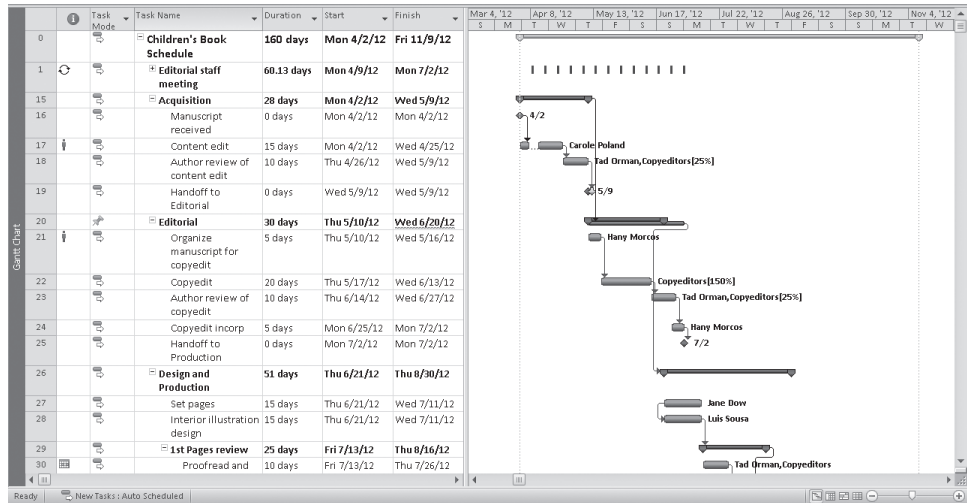 Task Mode Task Name Duration Start Finish Mar 4, '12 Apr 8, '12 May 13, '12 Jun 17, '12 Jul 22, '12 Aug 26, '12 Sep 30, '12 Nov 4, '12
S M T W T F S S M T W T F S S M T W
0 Children's Book Schedule 160 days Mon 4/2/12 Fri 11/9/12
1 Editorial staff meeting 60.13 days Mon 4/9/12 Mon 7/2/12
15 Acquisition 28 days Mon 4/2/12 Wed 5/9/12
16 Manuscript received 0 days Mon 4/2/12 Mon 4/2/12 4/2
17 Content edit 15 days Mon 4/2/12 Wed 4/25/12 Carole Poland
18 Author review of content edit 10 days Thu 4/26/12 Wed 5/9/12 Tad Orman,Copyeditors[25%]
19 Handoff to Editorial 0 days Wed 5/9/12 Wed 5/9/12 5/9
20 Editorial 30 days Thu 5/10/12 Wed 6/20/12
21 Organize manuscript for copyedit 5 days Thu 5/10/12 Wed 5/16/12 Hany Morcos
22 Copyedit 20 days Thu 5/17/12 Wed 6/13/12 Copyeditors[150%]
23 Author review of copyedit 10 days Thu 6/14/12 Wed 6/27/12 Tad Orman,Copyeditors[25%]
24 Copyedit incorp 5 days Mon 6/25/12 Mon 7/2/12 Hany Morcos
25 Handoff to Production 0 days Mon 7/2/12 Mon 7/2/12 7/2
26 Design and Production 51 days Thu 6/21/12 Thu 8/30/12
27 Set pages 15 days Thu 6/21/12 Wed 7/11/12 Jane Dow
28 Interior illustration design 15 days Thu 6/21/12 Wed 7/11/12 Luis Sousa
29 1st Pages review 25 days Fri 7/13/12 Thu 8/16/12
30 Proofread and 10 days Fri 7/13/12 Thu 7/26/12 Tad Orman,Copyeditors
Gantt Chart
Ready New Tasks : Auto Scheduled